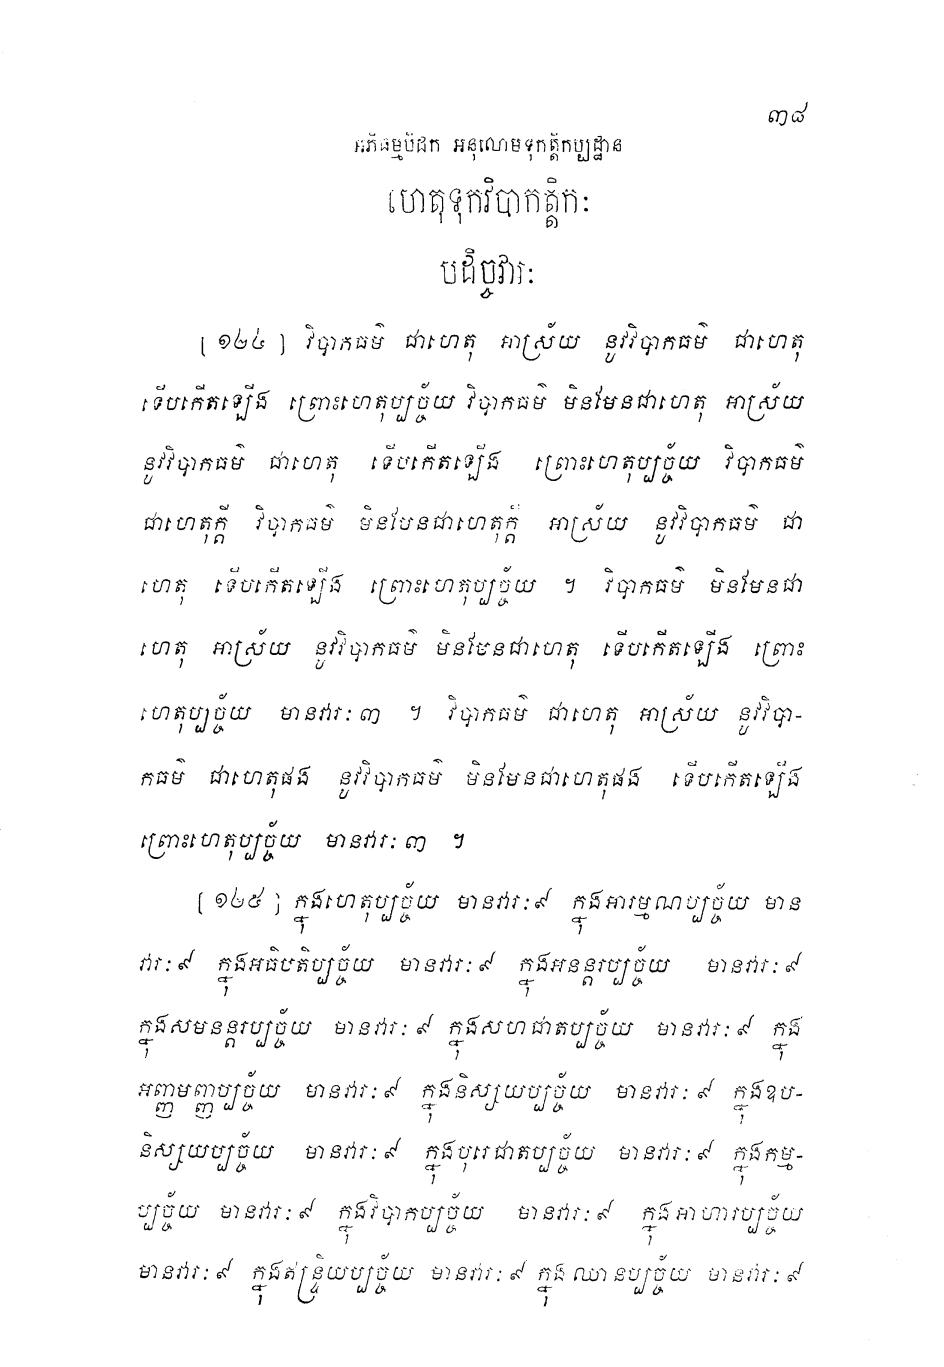 ៣៨
អភិធម្មបិដក អនុលោមទុកត្តិកប្បដ្ឋាន
ហេតុទុកវិបាកត្តិកៈ
បដិច្ចវារៈ
[ ១៤៤ ] វិបាកធម៌ ជាហេតុ អាស្រ័យ នូវវិបាកធម៌ ជាហេតុ
ទើបកើតឡើង ព្រោះហេតុប្បច្ច័យ វិបាកធម៌ មិនមែនជាហេតុ អាស្រ័យ
នូវវិបាកធម៌ ជាហេតុ ទើបកើតឡើង ព្រោះហេតុប្បច្ច័យ វិបាកធម៌
ជាហេតុក្តី វិបាកធម៌ មិនមែនជាហេតុក្តី អាស្រ័យ នូវវិបាកធម៌ ជា
ហេតុ ទើបកើតឡើង ព្រោះហេតុប្បច្ច័យ ។ វិបាកធម៌ មិនមែនជា
ហេតុ អាស្រ័យ នូវវិបាកធម៌ មិនមែនជាហេតុ ទើបកើតឡើង ព្រោះ
ហេតុប្បច្ច័យ មានវារៈ ៣ ។ វិបាកធម៌ ជាហេតុ អាស្រ័យ នូវវិបា-
កធម៌ ជាហេតុផង នូវវិបាកធម៌ មិនមែនជាហេតុផង ទើបកើតឡើង
ព្រោះហេតុប្បច្ច័យ មានវារៈ ៣ ។
[ ១៤៥ ] ក្នុងហេតុប្បច្ច័យ មានវារៈ ៩ ក្នុងអារម្មណប្បច្ច័យ មាន
វារៈ ៩ ក្នុងអធិបតិប្បច្ច័យ មានវារៈ ៩ ក្នុងអនន្តរប្បច្ច័យ មានវារៈ ៩
ក្នុងសមនន្តរប្បច្ច័យ មានវារៈ ៩ ក្នុងសហជាតប្បច្ច័យ មានវារៈ ៩ ក្នុង
អញ្ញមញ្ញប្បច្ច័យ មានវារៈ ៩ ក្នុងនិស្សយប្បច្ច័យ មានវារៈ ៩ ក្នុងឧប-
និស្សយប្បច្ច័យ មានវារៈ ៩ ក្នុងបុរេជាតប្បច្ច័យ មានវារៈ ៩ ក្នុងកម្ម-
ប្បច្ច័យ មានវារៈ ៩ ក្នុងវិបាកប្បច្ច័យ មានវារៈ ៩ ក្នុងអាហារប្បច្ច័យ
មានវារៈ ៩ ក្នុងឥន្ទ្រិយប្បច្ច័យ មានវារៈ ៩ ក្នុងឈានប្បច្ច័យ មានវារៈ ៩